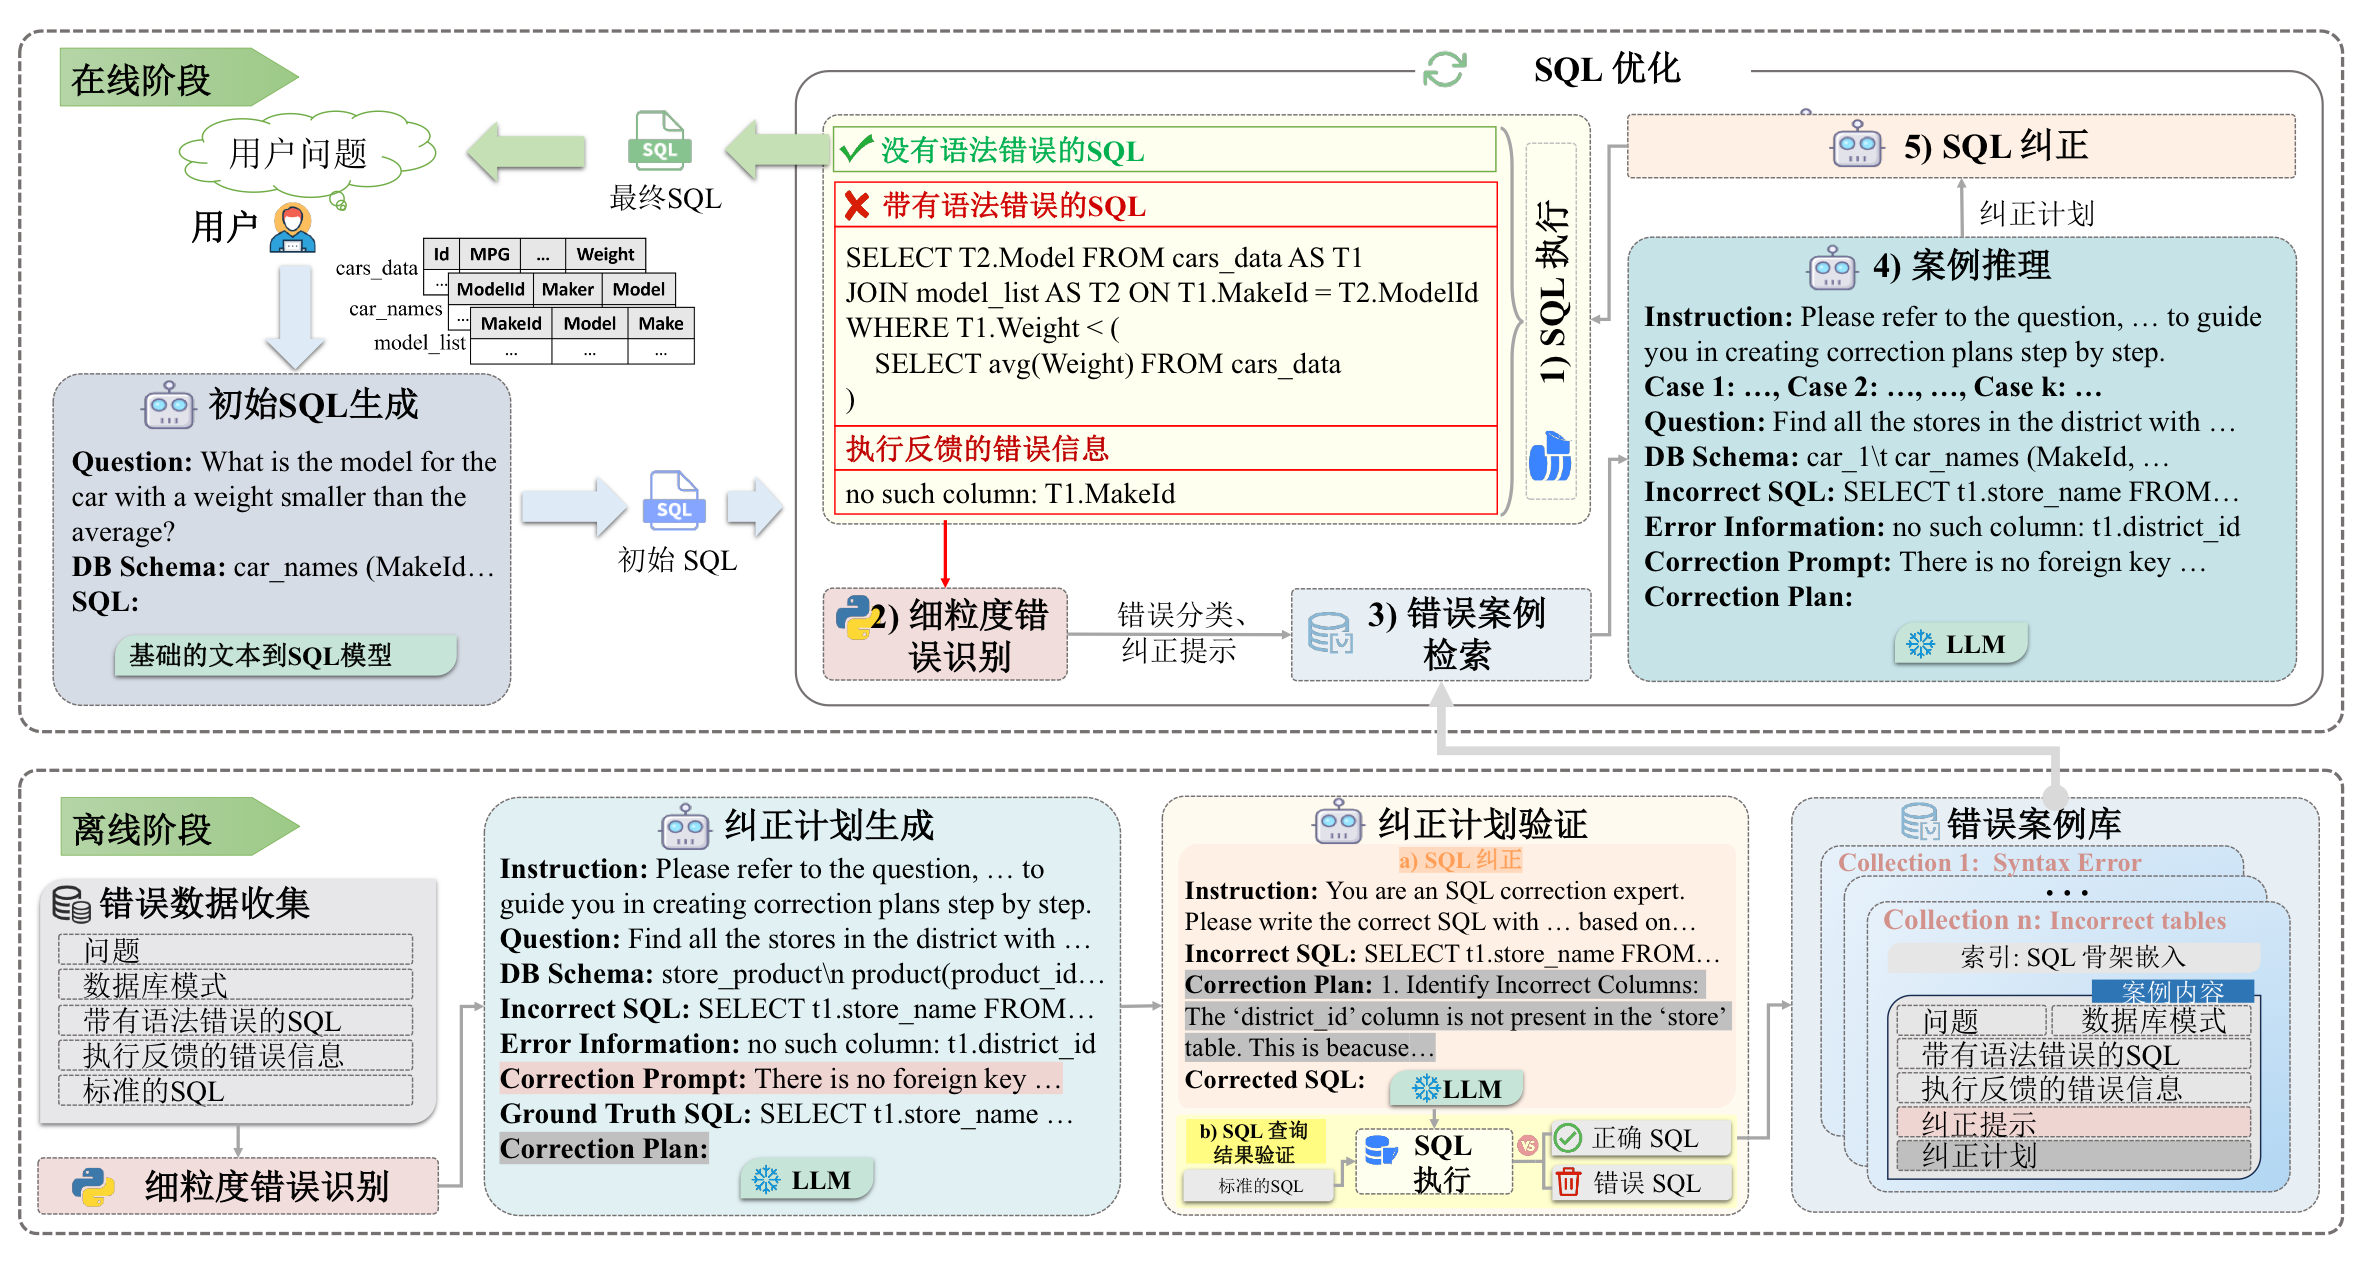 在线阶段
用户问题
用户
最终SQL
cars_data
Id MPG ... Weight
...
car_names
ModelId Maker Model
...
model_list
MakeId Model Make
... ... ...
初始SQL生成
Question: What is the model for the
car with a weight smaller than the
average?
DB Schema: car_names (MakeId…
SQL:
基础的文本到SQL模型
初始 SQL
SQL
SQL
SQL 优化
没有语法错误的SQL
带有语法错误的SQL
SELECT T2.Model FROM cars_data AS T1
JOIN model_list AS T2 ON T1.MakeId = T2.ModelId
WHERE T1.Weight < (
SELECT avg(Weight) FROM cars_data
)
执行反馈的错误信息
no such column: T1.MakeId
1) SQL 执行
2) 细粒度错
误识别
错误分类、
纠正提示
3) 错误案例
检索
5) SQL 纠正
纠正计划
4) 案例推理
Instruction: Please refer to the question, … to guide
you in creating correction plans step by step.
Case 1: …, Case 2: …, …, Case k: …
Question: Find all the stores in the district with …
DB Schema: car_1\t car_names (MakeId, …
Incorrect SQL: SELECT t1.store_name FROM…
Error Information: no such column: t1.district_id
Correction Prompt: There is no foreign key …
Correction Plan:
LLM
离线阶段
错误数据收集
问题
数据库模式
带有语法错误的SQL
执行反馈的错误信息
标准的SQL
细粒度错误识别
纠正计划生成
Instruction: Please refer to the question, … to
guide you in creating correction plans step by step.
Question: Find all the stores in the district with …
DB Schema: store_product\n product(product_id…
Incorrect SQL: SELECT t1.store_name FROM…
Error Information: no such column: t1.district_id
Correction Prompt: There is no foreign key …
Ground Truth SQL: SELECT t1.store_name …
Correction Plan:
LLM
纠正计划验证
a) SQL 纠正
Instruction: You are an SQL correction expert.
Please write the correct SQL with … based on…
Incorrect SQL: SELECT t1.store_name FROM…
Correction Plan: 1. Identify Incorrect Columns:
The ‘district_id’ column is not present in the ‘store’
table. This is beacuse…
Corrected SQL:
LLM
b) SQL 查询
结果验证
标准的SQL
SQL
执行
VS
正确 SQL
错误 SQL
错误案例库
Collection 1: Syntax Error
...
Collection n: Incorrect tables
索引: SQL 骨架嵌入
案例内容
问题 数据库模式
带有语法错误的SQL
执行反馈的错误信息
纠正提示
纠正计划